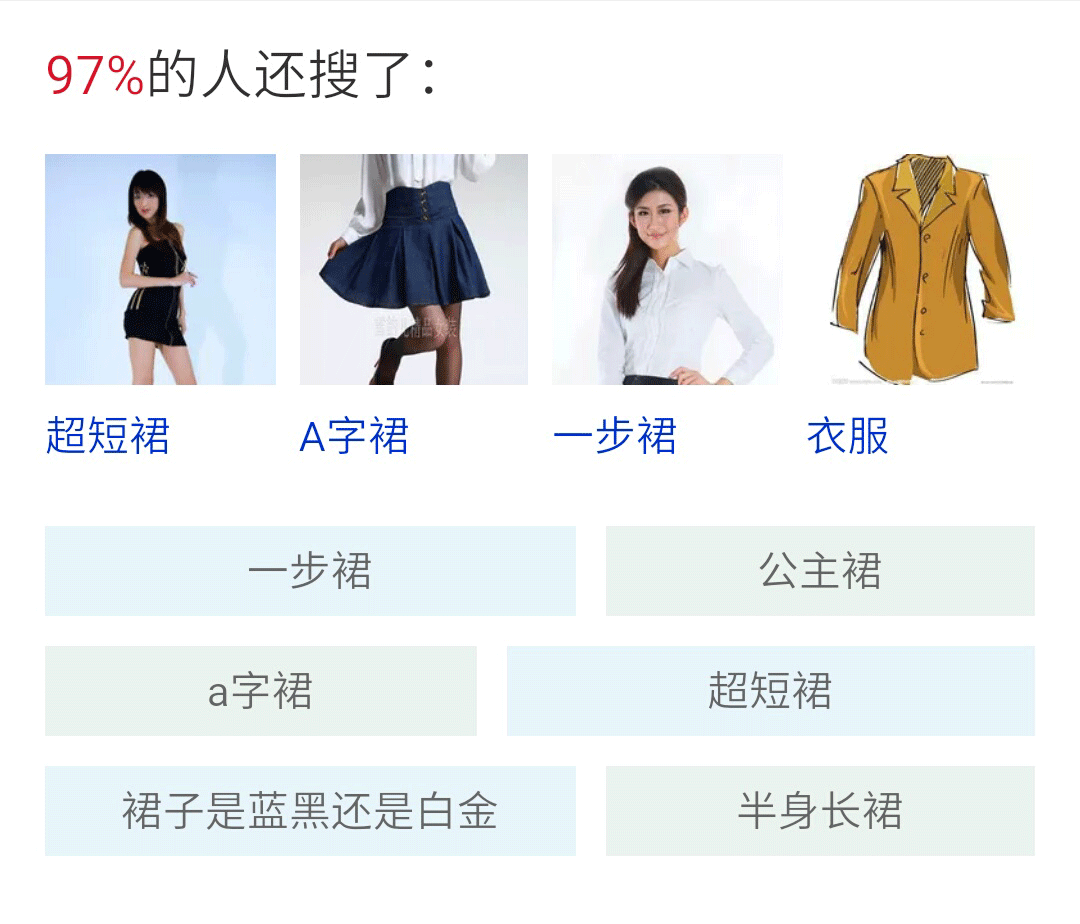 97%的人还搜了：
超短裙 A字裙 一步裙 衣服
一步裙 公主裙
a字裙 超短裙
裙子是蓝黑还是白金 半身长裙